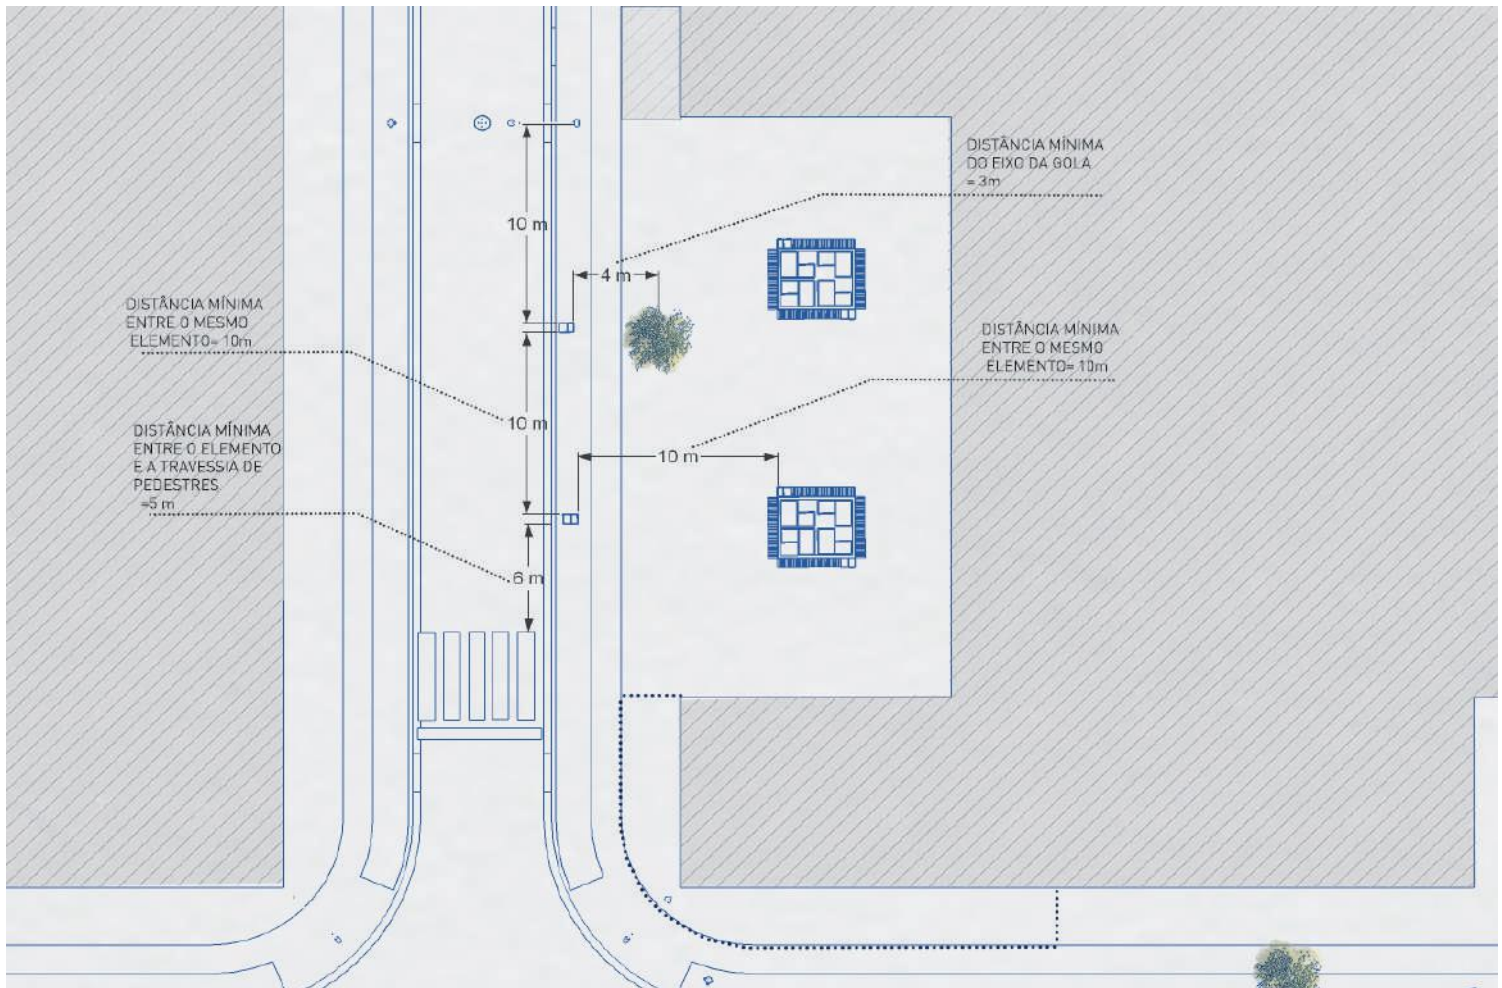 DISTÂNCIA MÍNIMA
DO EIXO DA GOLA
= 3m
10 m
4 m
DISTÂNCIA MÍNIMA
ENTRE O MESMO
ELEMENTO= 10m
DISTÂNCIA MÍNIMA
ENTRE O MESMO
ELEMENTO= 10m
10 m
DISTÂNCIA MÍNIMA
ENTRE O ELEMENTO
E A TRAVESSIA DE
PEDESTRES
=5 m
10 m
6 m